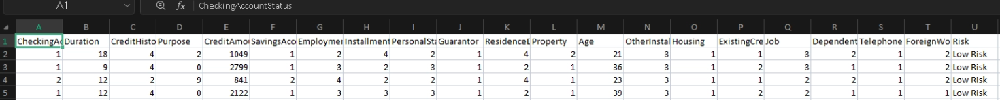 A1 fx CheckingAccountStatus
A B C D E F G H I J K L M N O P Q R S T U
1 CheckingAc Duration CreditHisto Purpose CreditAmou SavingsAcco Employmen Installment PersonalSta Guarantor ResidenceD Property Age OtherInstal Housing ExistingCre Job Dependent Telephone ForeignWo Risk
2 1 18 4 2 1049 1 2 4 2 1 4 2 21 3 1 1 3 2 1 2 Low Risk
3 1 9 4 0 2799 1 3 2 3 1 2 1 36 3 1 2 3 1 1 2 Low Risk
4 2 12 2 9 841 2 4 2 2 1 4 1 23 3 1 1 2 2 1 2 Low Risk
5 1 12 4 0 2122 1 3 3 3 1 2 1 39 3 1 2 2 1 1 1 Low Risk